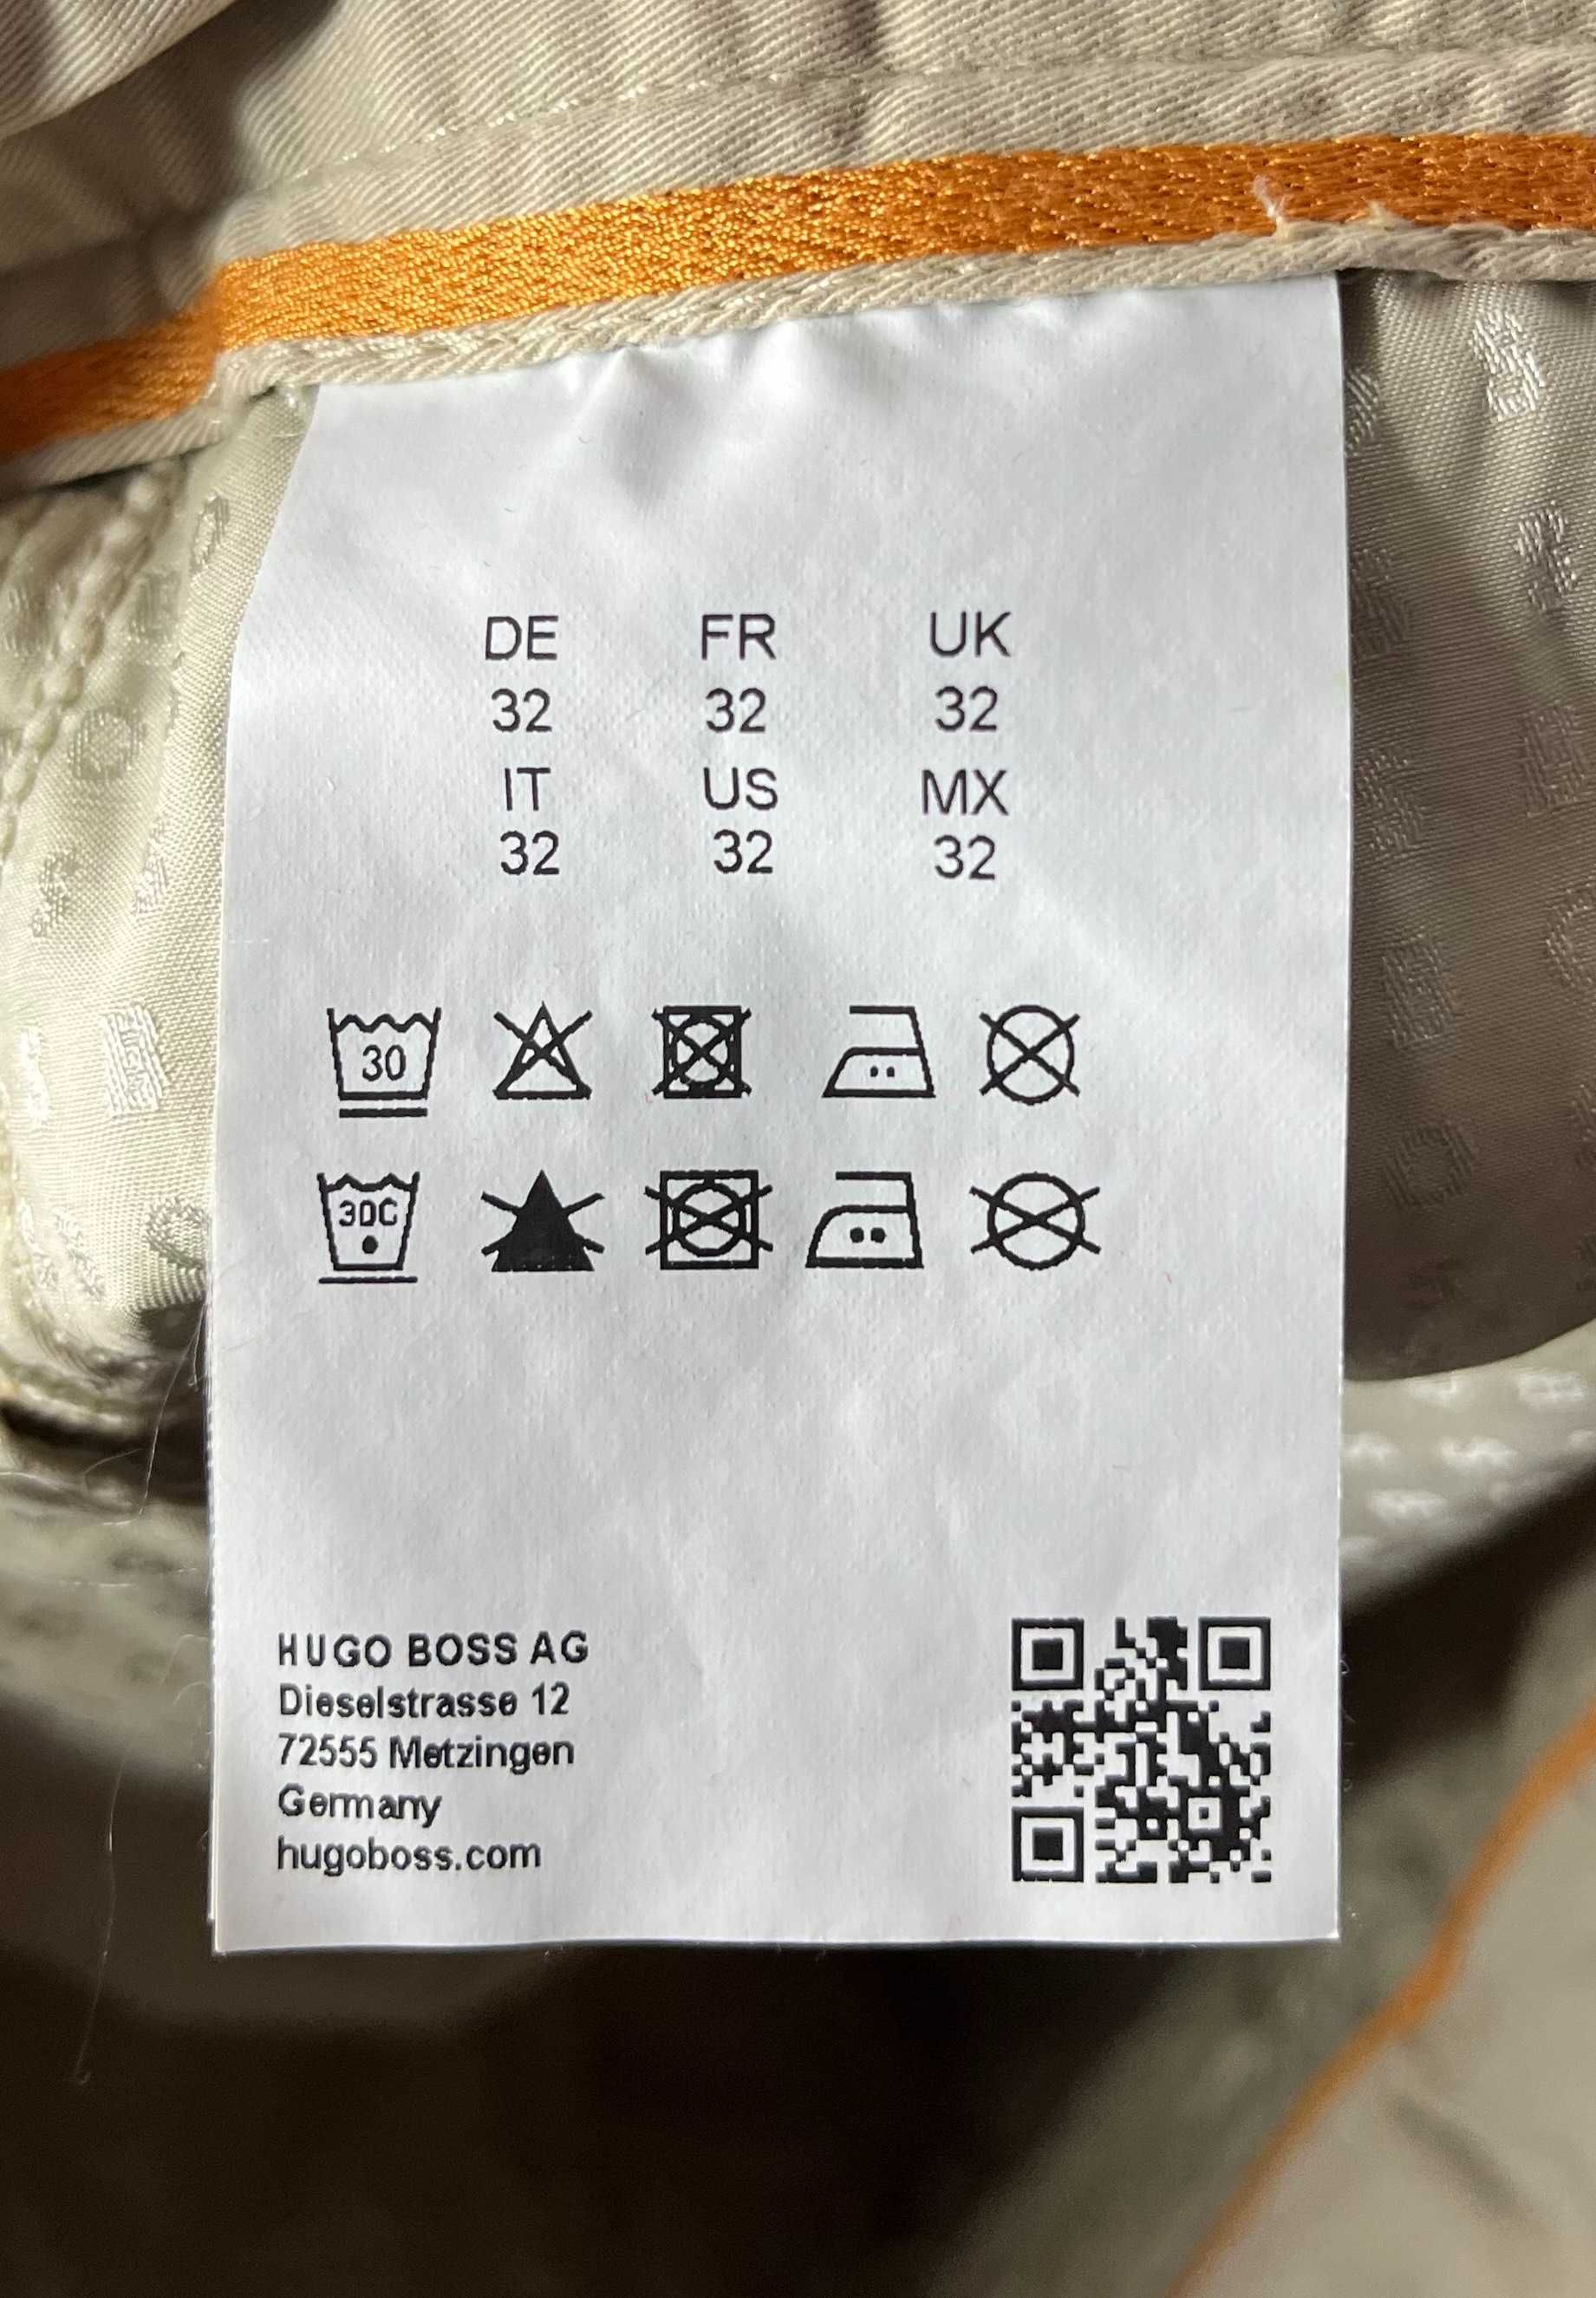 DE FR UK
32 32 32
IT US MX
32 32 32
30
30C
HUGO BOSS AG
Dieselstrasse 12
72555 Metzingen
Germany
hugoboss.com